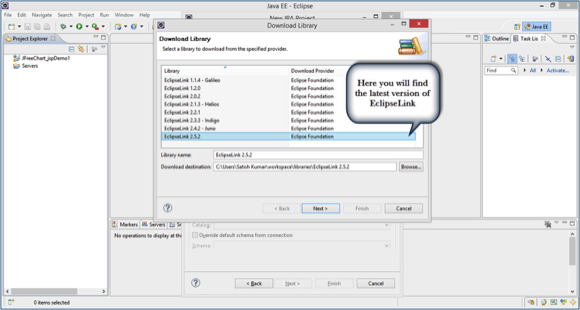 Java EE - Eclipse
File Edit Navigate Search Project Run Window Help
New JPA Project
Download Library
Java EE
Project Explorer
JFreeChart_jspDemo1
Servers
Download Library
Select a library to download from the specified provider.
Library Download Provider
EclipseLink 1.1.4 - Galileo Eclipse Foundation
EclipseLink 1.2.0 Eclipse Foundation
EclipseLink 2.0.2 Eclipse Foundation
EclipseLink 2.1.3 - Helios Eclipse Foundation
EclipseLink 2.2.1 Eclipse Foundation
EclipseLink 2.3.3 - Indigo Eclipse Foundation
EclipseLink 2.4.2 - Juno Eclipse Foundation
EclipseLink 2.5.2 Eclipse Foundation
Here you will find
the latest version of
EclipseLink
Library name: EclipseLink 2.5.2
Download destination: C:\Users\Satish Kumar\workspace\libraries\EclipseLink 2.5.2 Browse...
< Back Next > Finish Cancel
Outline Task Lis
Find All Activate...
Markers Servers
No operations to display at th
Catalog:
Override default schema from connection
Schema:
< Back Next > Finish Cancel
0 items selected